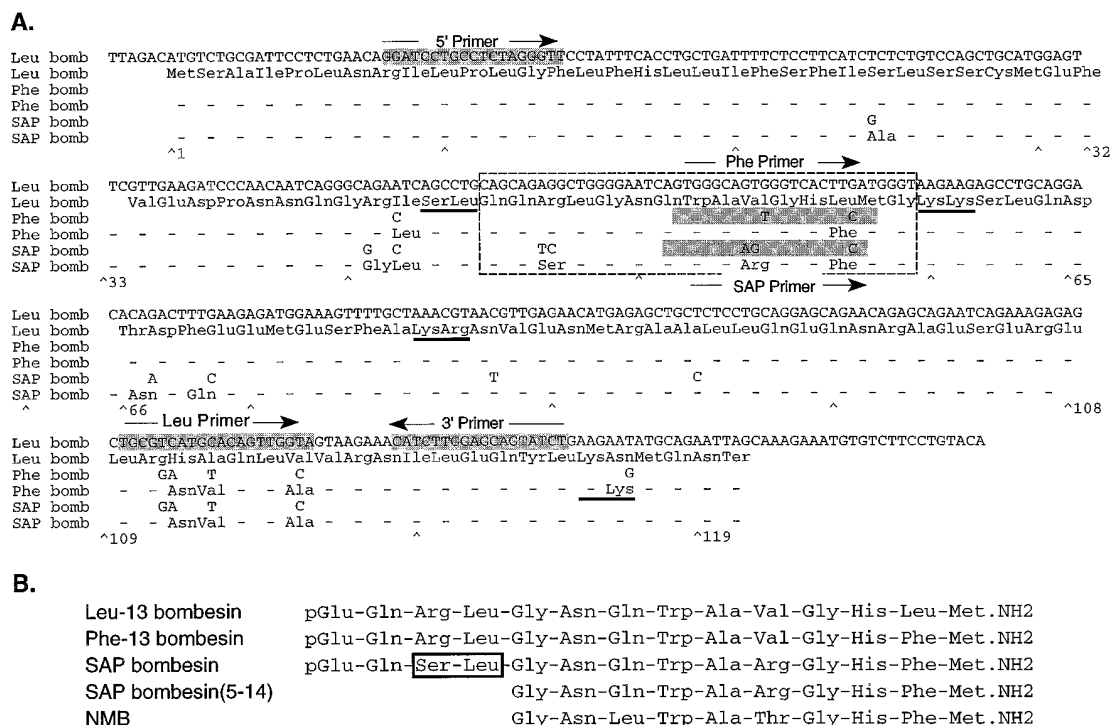 A.
5' Primer
Leu bomb TTAGACATGTCTGCGATTCCTCTGAACAGGATCCTGCCTCTAGGGTTCCTATTTCACCTGCTGATTTTCTCCTTCATCTCTCTGTCCAGCTGCATGGAGT
Leu bomb MetSerAlaIleProLeuAsnArgIleLeuProLeuGlyPheLeuPheHisLeuLeuIlePheSerPheIleSerLeuSerSerCysMetGluPhe
Phe bomb
Phe bomb - - - - - - - - - - - - - - - - - - - - - - - - - - - - - - - -
SAP bomb G
SAP bomb - - - - - - - - - - - - - - - - - - - - - - - - Ala - - - - - - -
^1 ^ ^ ^ ^32
Phe Primer
Leu bomb TCGTTGAAGATCCCAACAATCAGGGCAGAATCAGCCTGCAGCAGAGGCTGGGGAATCAGTGGGCAGTGGGTCACTTGATGGGTAAGAAGAGCCTGCAGGA
Leu bomb ValGluAspProAsnAsnGlnGlyArgIleSerLeuGlnGlnArgLeuGlyAsnGlnTrpAlaValGlyHisLeuMetGlyLysLysSerLeuGlnAsp
Phe bomb C T C
Phe bomb - - - - - - - - - Leu - - - - - - - - - - - - - - Phe - - - - - - - -
SAP bomb G C TC AG C
SAP bomb - - - - - - - - GlyLeu - - - - Ser - - - - - - Arg - - Phe - - - - - - - -
^33 ^ ^ ^ ^65
SAP Primer
Leu bomb CACAGACTTTGAAGAGATGGAAAGTTTTGCTAAACGTAACGTTGAGAACATGAGAGCTGCTCTCCTGCAGGAGCAGAACAGAGCAGAATCAGAAAGAGAG
Leu bomb ThrAspPheGluGluMetGluSerPheAlaLysArgAsnValGluAsnMetArgAlaAlaLeuLeuGlnGluGlnAsnArgAlaGluSerGluArgGlu
Phe bomb
Phe bomb - - - - - - - - - - - - - - - - - - - - - - - - - - - - - - - - -
SAP bomb A C T C
SAP bomb - Asn - Gln - - - - - - - - - - - - - - - - - - - - - - - - - - - - -
^ ^66 ^ ^ ^ ^108
Leu Primer 3' Primer
Leu bomb CTGCGTCATGCACAGTTGGTAGTAAGAAACATCTTGGAGCAGTATCTGAAGAATATGCAGAATTAGCAAAGAAATGTGTCTTCCTGTACA
Leu bomb LeuArgHisAlaGlnLeuValValArgAsnIleLeuGluGlnTyrLeuLysAsnMetGlnAsnTer
Phe bomb GA T C G
Phe bomb - - AsnVal - - Ala - - - - - - - - - - Lys - - - -
SAP bomb GA T C
SAP bomb - - AsnVal - - Ala - - - - - - - - - - - - - - -
^109 ^ ^119
B.
Leu-13 bombesin pGlu-Gln-Arg-Leu-Gly-Asn-Gln-Trp-Ala-Val-Gly-His-Leu-Met.NH2
Phe-13 bombesin pGlu-Gln-Arg-Leu-Gly-Asn-Gln-Trp-Ala-Val-Gly-His-Phe-Met.NH2
SAP bombesin pGlu-Gln-Ser-Leu-Gly-Asn-Gln-Trp-Ala-Arg-Gly-His-Phe-Met.NH2
SAP bombesin(5-14) Gly-Asn-Gln-Trp-Ala-Arg-Gly-His-Phe-Met.NH2
NMB Gly-Asn-Leu-Trp-Ala-Thr-Gly-His-Phe-Met.NH2